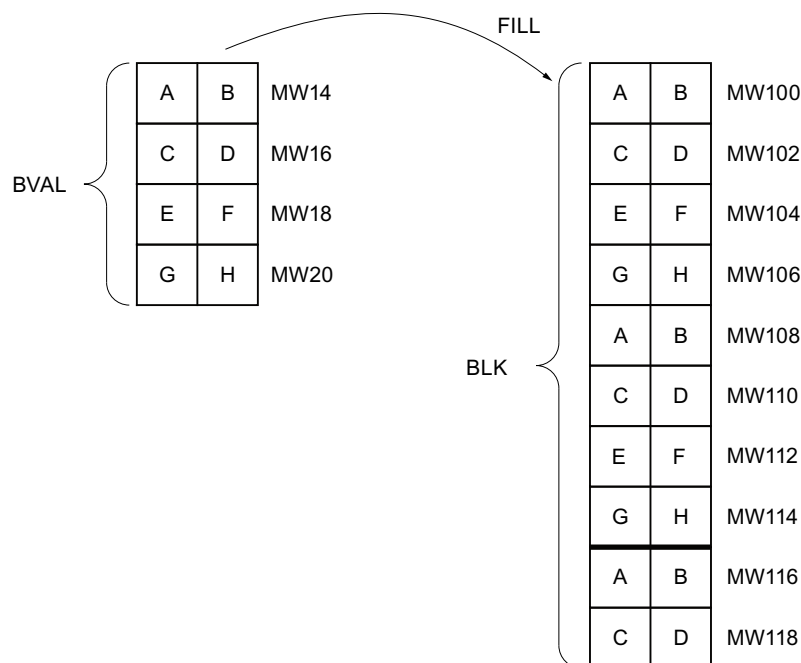 FILL
A B MW14
C D MW16
BVAL
E F MW18
G H MW20
A B MW100
C D MW102
E F MW104
G H MW106
A B MW108
BLK
C D MW110
E F MW112
G H MW114
A B MW116
C D MW118